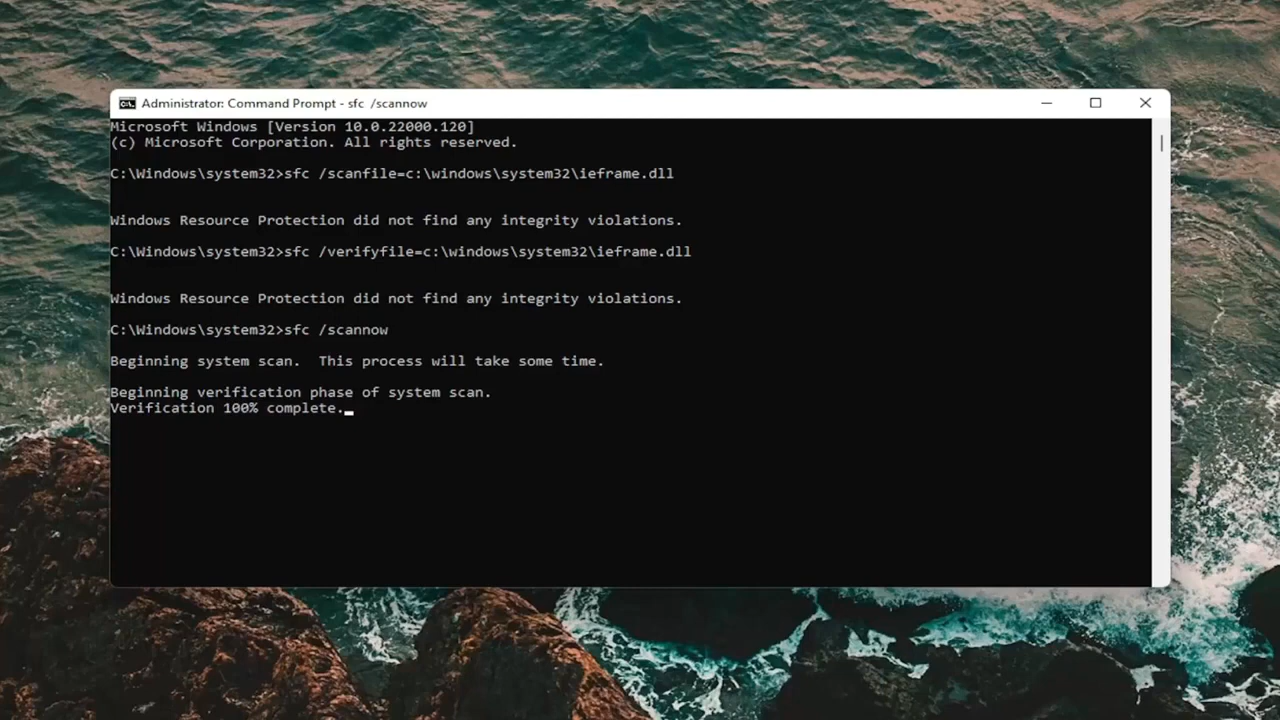 Administrator: Command Prompt - sfc  /scannow
Microsoft Windows [Version 10.0.22000.120]
(c) Microsoft Corporation. All rights reserved.
C:\Windows\system32>sfc /scanfile=c:\windows\system32\ieframe.dll
Windows Resource Protection did not find any integrity violations.
C:\Windows\system32>sfc /verifyfile=c:\windows\system32\ieframe.dll
Windows Resource Protection did not find any integrity violations.
C:\Windows\system32>sfc /scannow
Beginning system scan.  This process will take some time.
Beginning verification phase of system scan.
Verification 100% complete.